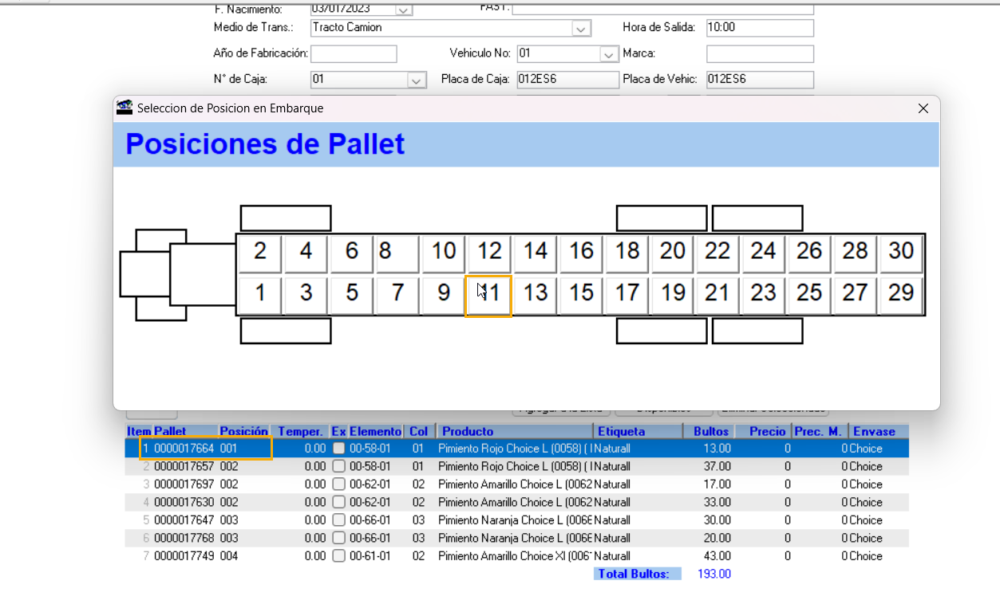 F. Nacimiento: 03/01/2023 FAST:
Medio de Trans.: Tracto Camion Hora de Salida: 10:00
Año de Fabricación: Vehiculo No: 01 Marca:
N° de Caja: 01 Placa de Caja: 012ES6 Placa de Vehic: 012ES6
Seleccion de Posicion en Embarque
Posiciones de Pallet
2 4 6 8 10 12 14 16 18 20 22 24 26 28 30
1 3 5 7 9 11 13 15 17 19 21 23 25 27 29
Item Pallet Posición Temper. Ex Elemento Col Producto Etiqueta Bultos Precio Prec. M. Envase
1 0000017664 001 0.00 00-58-01 01 Pimiento Rojo Choice L (0058) ( I Naturall 13.00 0 0 Choice
2 0000017657 002 0.00 00-58-01 01 Pimiento Rojo Choice L (0058) ( I Naturall 37.00 0 0 Choice
3 0000017697 002 0.00 00-62-01 02 Pimiento Amarillo Choice L (0062 Naturall 17.00 0 0 Choice
4 0000017630 002 0.00 00-62-01 02 Pimiento Amarillo Choice L (0062 Naturall 33.00 0 0 Choice
5 0000017647 003 0.00 00-66-01 03 Pimiento Naranja Choice L (0066 Naturall 30.00 0 0 Choice
6 0000017768 003 0.00 00-66-01 03 Pimiento Naranja Choice L (0066 Naturall 20.00 0 0 Choice
7 0000017749 004 0.00 00-61-01 02 Pimiento Amarillo Choice Xl (006 Naturall 43.00 0 0 Choice
Total Bultos: 193.00